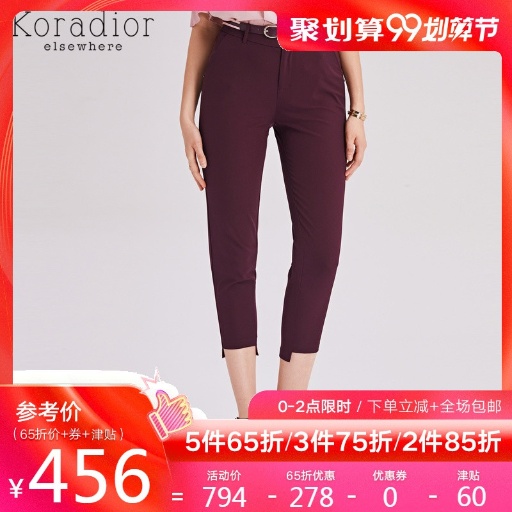 Koradior
elsewhere
聚划算99划算节
参考价
(65折价+券+津贴)
0-2点限时/下单立减+全场包邮
5件65折/3件75折/2件85折
活动价 65折优惠 优惠券 津贴
¥456=794-278-0-60